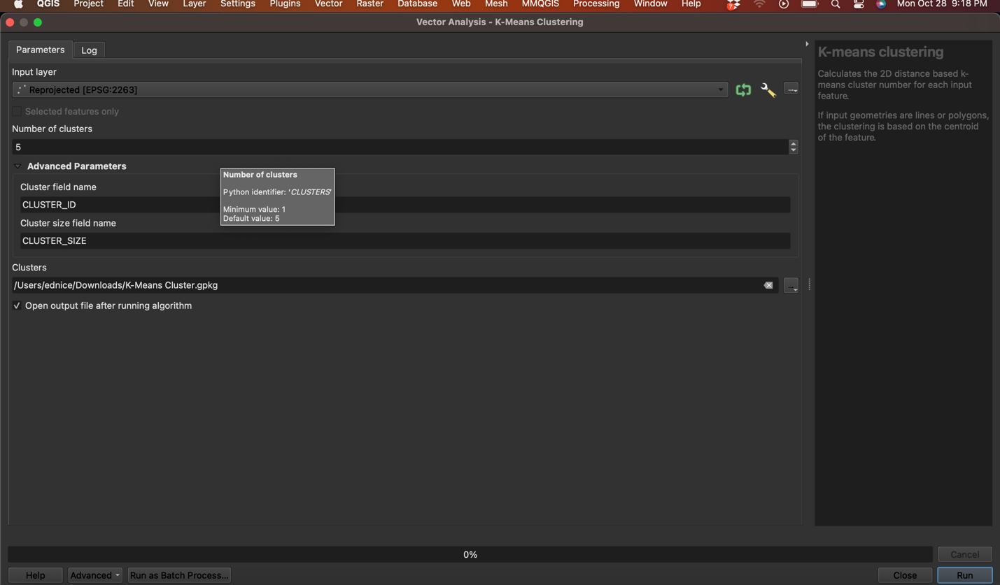 QGIS Project Edit View Layer Settings Plugins Vector Raster Database Web Mesh MMQGIS Processing Window Help 7 Mon Oct 28 9:18 PM
Vector Analysis - K-Means Clustering
Parameters Log
Input layer
Reprojected [EPSG:2263]
...
Selected features only
Number of clusters
5
Advanced Parameters
Cluster field name
CLUSTER_ID
Cluster size field name
CLUSTER_SIZE
Number of clusters
Python identifier: ‘CLUSTERS’
Minimum value: 1
Default value: 5
Clusters
/Users/ednice/Downloads/K-Means Cluster.gpkg
...
Open output file after running algorithm
K-means clustering
Calculates the 2D distance based k-
means cluster number for each input
feature.
If input geometries are lines or polygons,
the clustering is based on the centroid
of the feature.
0%
Cancel
Help Advanced Run as Batch Process... Close Run